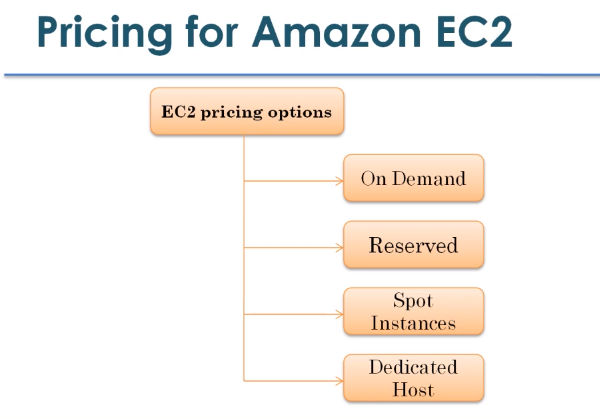 Pricing for Amazon EC2
EC2 pricing options
On Demand
Reserved
Spot
Instances
Dedicated
Host